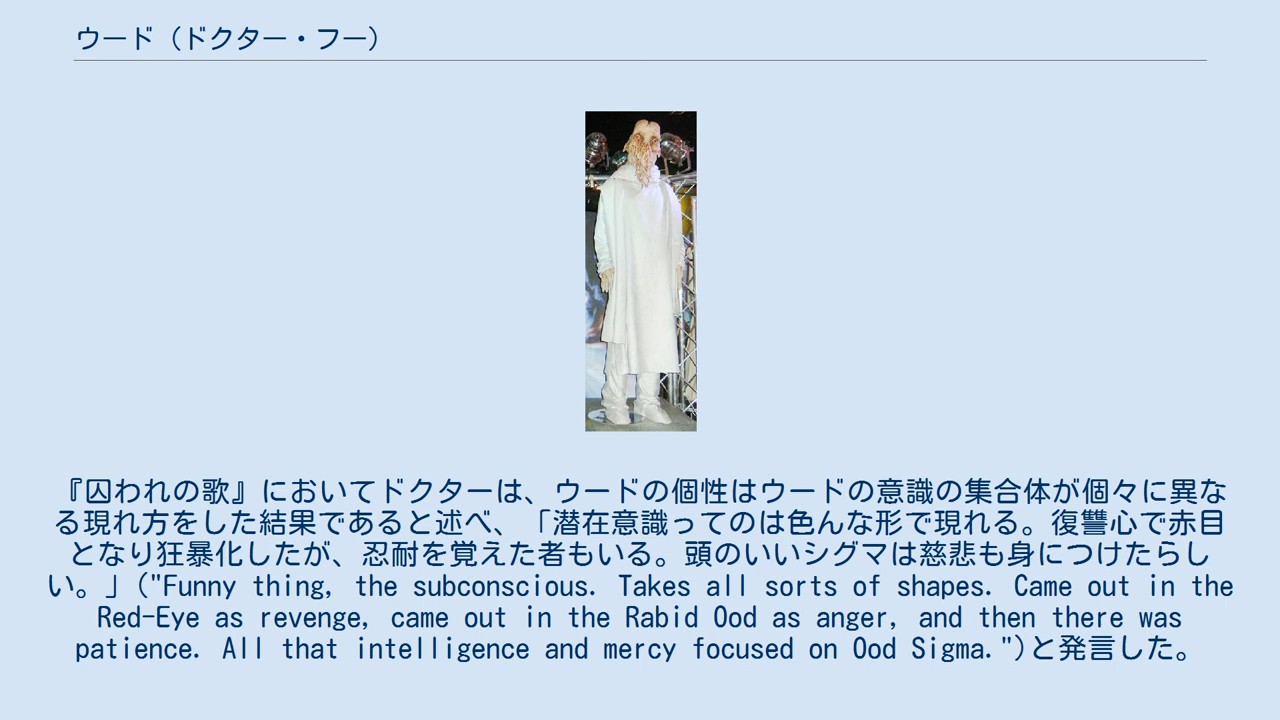 ウード（ドクター・フー）
『囚われの歌』においてドクターは、ウードの個性はウードの意識の集合体が個々に異な
る現れ方をした結果であると述べ、「潜在意識ってのは色んな形で現れる。復讐心で赤目
となり狂暴化したが、忍耐を覚えた者もいる。頭のいいシグマは慈悲も身につけたらし
い。」("Funny thing, the subconscious. Takes all sorts of shapes. Came out in the
Red-Eye as revenge, came out in the Rabid Ood as anger, and then there was
patience. All that intelligence and mercy focused on Ood Sigma.")と発言した。